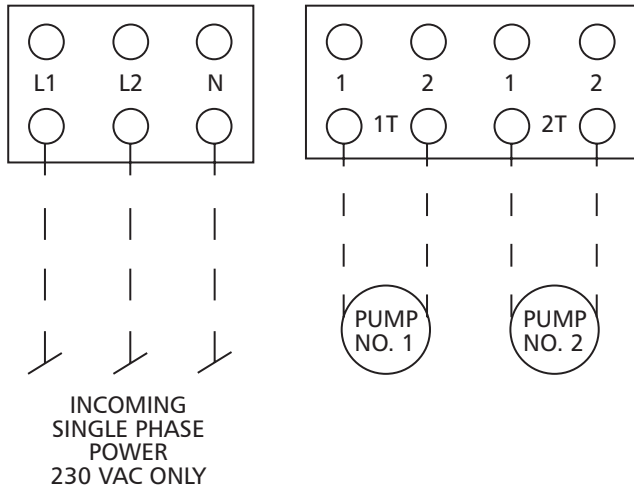 L1 L2 N
1 2 1 2
1T 2T
PUMP
NO. 1
PUMP
NO. 2
INCOMING
SINGLE PHASE
POWER
230 VAC ONLY